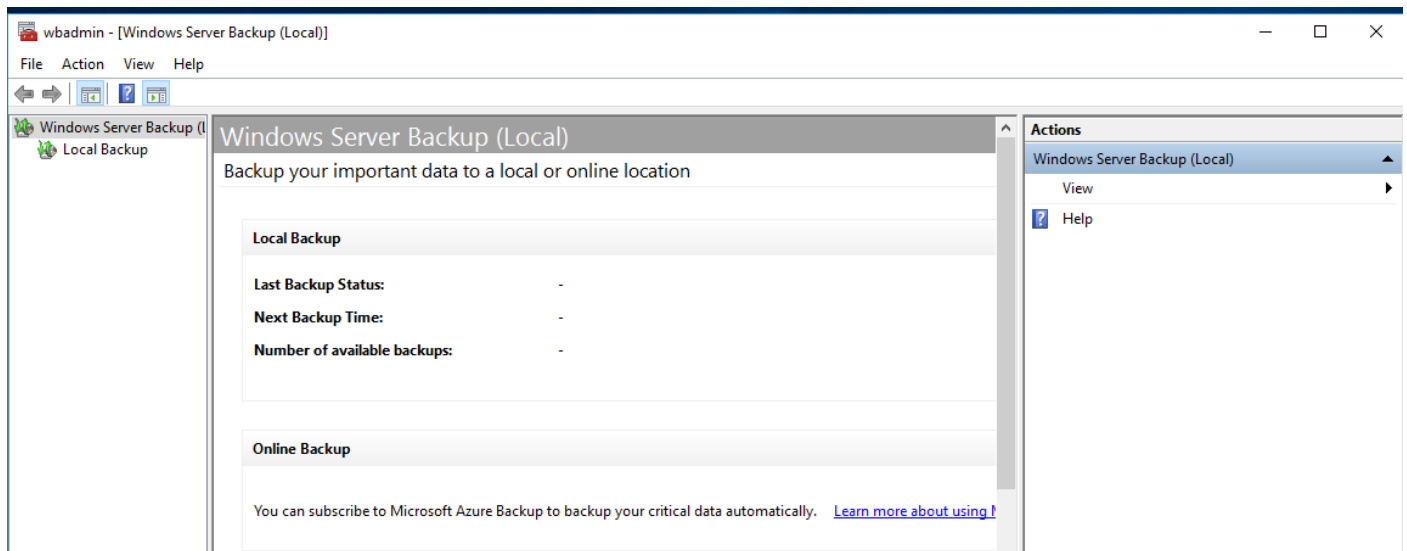 wbadmin - [Windows Server Backup (Local)]
File Action View Help
Windows Server Backup (L
Local Backup
Windows Server Backup (Local)
Backup your important data to a local or online location
Local Backup
Last Backup Status: -
Next Backup Time: -
Number of available backups: -
Online Backup
You can subscribe to Microsoft Azure Backup to backup your critical data automatically. Learn more about using M
Actions
Windows Server Backup (Local)
View
Help